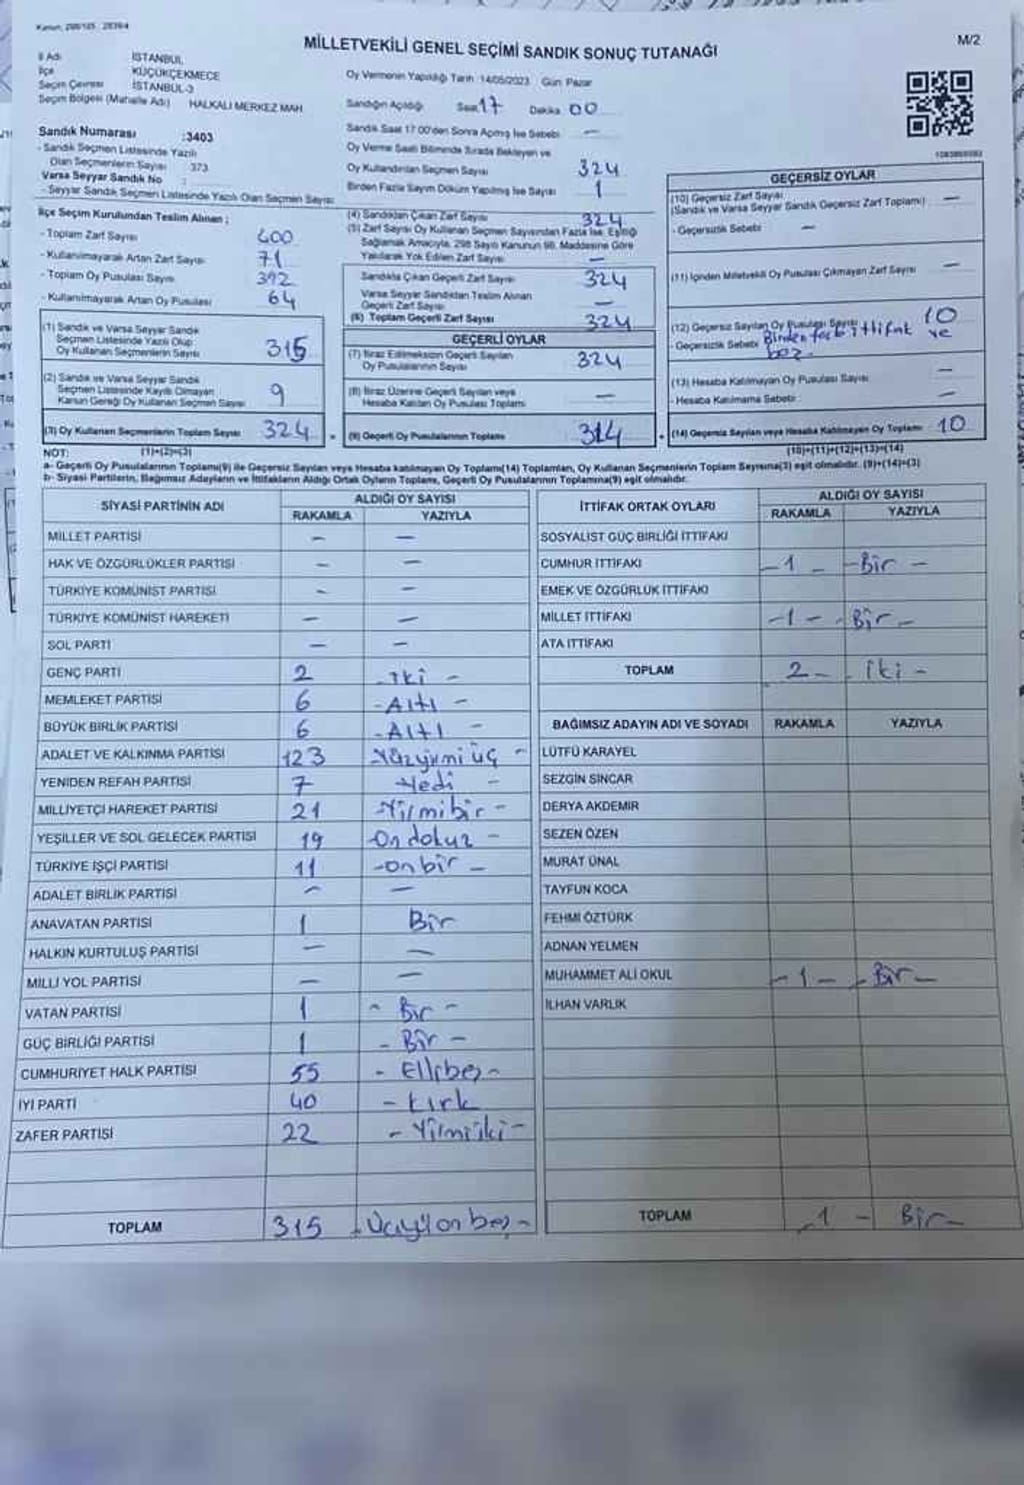 M/2
MİLLETVEKİLİ GENEL SEÇİMİ SANDIK SONUÇ TUTANAĞI
İl Adı İSTANBUL
İlçe KÜÇÜKÇEKMECE
Seçim Çevresi İSTANBUL-3
Seçim Bölgesi (Mahalle Adı) HALKALI MERKEZ MAH
Sandık Numarası :3403
- Sandık Seçmen Listesinde Yazılı
Olan Seçmenlerin Sayısı 373
Varsa Seyyar Sandık No :
- Seyyar Sandık Seçmen Listesinde Yazılı Olan Seçmen Sayısı
Oy Vermenin Yapıldığı Tarih :14/05/2023 Gün: Pazar
Sandığın Açıldığı Saat 17 Dakika 00
Sandık Saat 17:00'den Sonra Açılmış İse Sebebi —
Oy Verme Saati Bitiminde Sırada Bekleyen ve
Oy Kullandırılan Seçmen Sayısı 324
Birden Fazla Sayım Döküm Yapılmış İse Sayısı 1
İlçe Seçim Kurulundan Teslim Alınan ;
- Toplam Zarf Sayısı 400
- Kullanılmayarak Artan Zarf Sayısı 71
- Toplam Oy Pusulası Sayısı 392
- Kullanılmayarak Artan Oy Pusulası 64
(1) Sandık ve Varsa Seyyar Sandık
Seçmen Listesinde Yazılı Olup
Oy Kullanan Seçmenlerin Sayısı 315
(2) Sandık ve Varsa Seyyar Sandık
Seçmen Listesinde Kayıtlı Olmayan
Kanun Gereği Oy Kullanan Seçmen Sayısı 9
(3) Oy Kullanan Seçmenlerin Toplam Sayısı 324
(4) Sandıktan Çıkan Zarf Sayısı 324
(5) Zarf Sayısı Oy Kullanan Seçmen Sayısından Fazla İse, Eşitliği
Sağlamak Amacıyla, 298 Sayılı Kanunun 98. Maddesine Göre
Yakılarak Yok Edilen Zarf Sayısı —
Sandıkta Çıkan Geçerli Zarf Sayısı 324
Varsa Seyyar Sandıktan Teslim Alınan
Geçerli Zarf Sayısı —
(6) Toplam Geçerli Zarf Sayısı 324
GEÇERLİ OYLAR
(7) İtiraz Edilmeksizin Geçerli Sayılan
Oy Pusulalarının Sayısı 324
(8) İtiraz Üzerine Geçerli Sayılan veya
Hesaba Katılan Oy Pusulaları Toplamı —
(9) Geçerli Oy Pusulalarının Toplamı 314
GEÇERSİZ OYLAR
(10) Geçersiz Zarf Sayısı —
(Sandık ve Varsa Seyyar Sandık Geçersiz Zarf Toplamı)
- Geçersizlik Sebebi —
(11) İçinden Milletvekili Oy Pusulası Çıkmayan Zarf Sayısı —
(12) Geçersiz Sayılan Oy Pusulası Sayısı 10
- Geçersizlik Sebebi Birden fazla ittifak ve
boş
(13) Hesaba Katılmayan Oy Pusulası Sayısı —
- Hesaba Katılmama Sebebi : —
(14) Geçersiz Sayılan veya Hesaba Katılmayan Oy Toplamı 10
NOT: (1)+(2)=(3) (10)+(11)+(12)+(13)=(14)
a- Geçerli Oy Pusulalarının Toplamı(9) ile Geçersiz Sayılan veya Hesaba katılmayan Oy Toplamı(14) Toplamları, Oy Kullanan Seçmenlerin Toplam Sayısına(3) eşit olmalıdır. (9)+(14)=(3)
b- Siyasi Partilerin, Bağımsız Adayların ve İttifakların Aldığı Ortak Oyların Toplamı, Geçerli Oy Pusulalarının Toplamına(9) eşit olmalıdır.
SİYASİ PARTİNİN ADI ALDIĞI OY SAYISI
RAKAMLA YAZIYLA
MİLLET PARTİSİ — —
HAK VE ÖZGÜRLÜKLER PARTİSİ — —
TÜRKİYE KOMÜNİST PARTİSİ — —
TÜRKİYE KOMÜNİST HAREKETİ — —
SOL PARTİ — —
GENÇ PARTİ 2 - İki -
MEMLEKET PARTİSİ 6 - Altı -
BÜYÜK BİRLİK PARTİSİ 6 - Altı -
ADALET VE KALKINMA PARTİSİ 123 Yüzyirmi üç -
YENİDEN REFAH PARTİSİ 7 -Yedi -
MİLLİYETÇİ HAREKET PARTİSİ 21 -Yirmibir -
YEŞİLLER VE SOL GELECEK PARTİSİ 19 -On dokuz -
TÜRKİYE İŞÇİ PARTİSİ 11 -onbir -
ADALET BİRLİK PARTİSİ — —
ANAVATAN PARTİSİ 1 Bir
HALKIN KURTULUŞ PARTİSİ — —
MİLLİ YOL PARTİSİ — —
VATAN PARTİSİ 1 - Bir -
GÜÇ BİRLİĞİ PARTİSİ 1 - Bir -
CUMHURİYET HALK PARTİSİ 55 - Ellibeş -
İYİ PARTİ 40 - kırk
ZAFER PARTİSİ 22 - Yirmiiki -
TOPLAM 315 - Üçyüzonbeş -
İTTİFAK ORTAK OYLARI ALDIĞI OY SAYISI
RAKAMLA YAZIYLA
SOSYALİST GÜÇ BİRLİĞİ İTTİFAKI
CUMHUR İTTİFAKI - 1 - - Bir -
EMEK VE ÖZGÜRLÜK İTTİFAKI
MİLLET İTTİFAKI - 1 - - Bir -
ATA İTTİFAKI
TOPLAM 2 - - iki -
BAĞIMSIZ ADAYIN ADI VE SOYADI RAKAMLA YAZIYLA
LÜTFÜ KARAYEL
SEZGİN SİNCAR
DERYA AKDEMİR
SEZEN ÖZEN
MURAT ÜNAL
TAYFUN KOCA
FEHMİ ÖZTÜRK
ADNAN YELMEN
MUHAMMET ALİ OKUL - 1 - - Bir -
İLHAN VARLIK
TOPLAM - 1 - Bir -